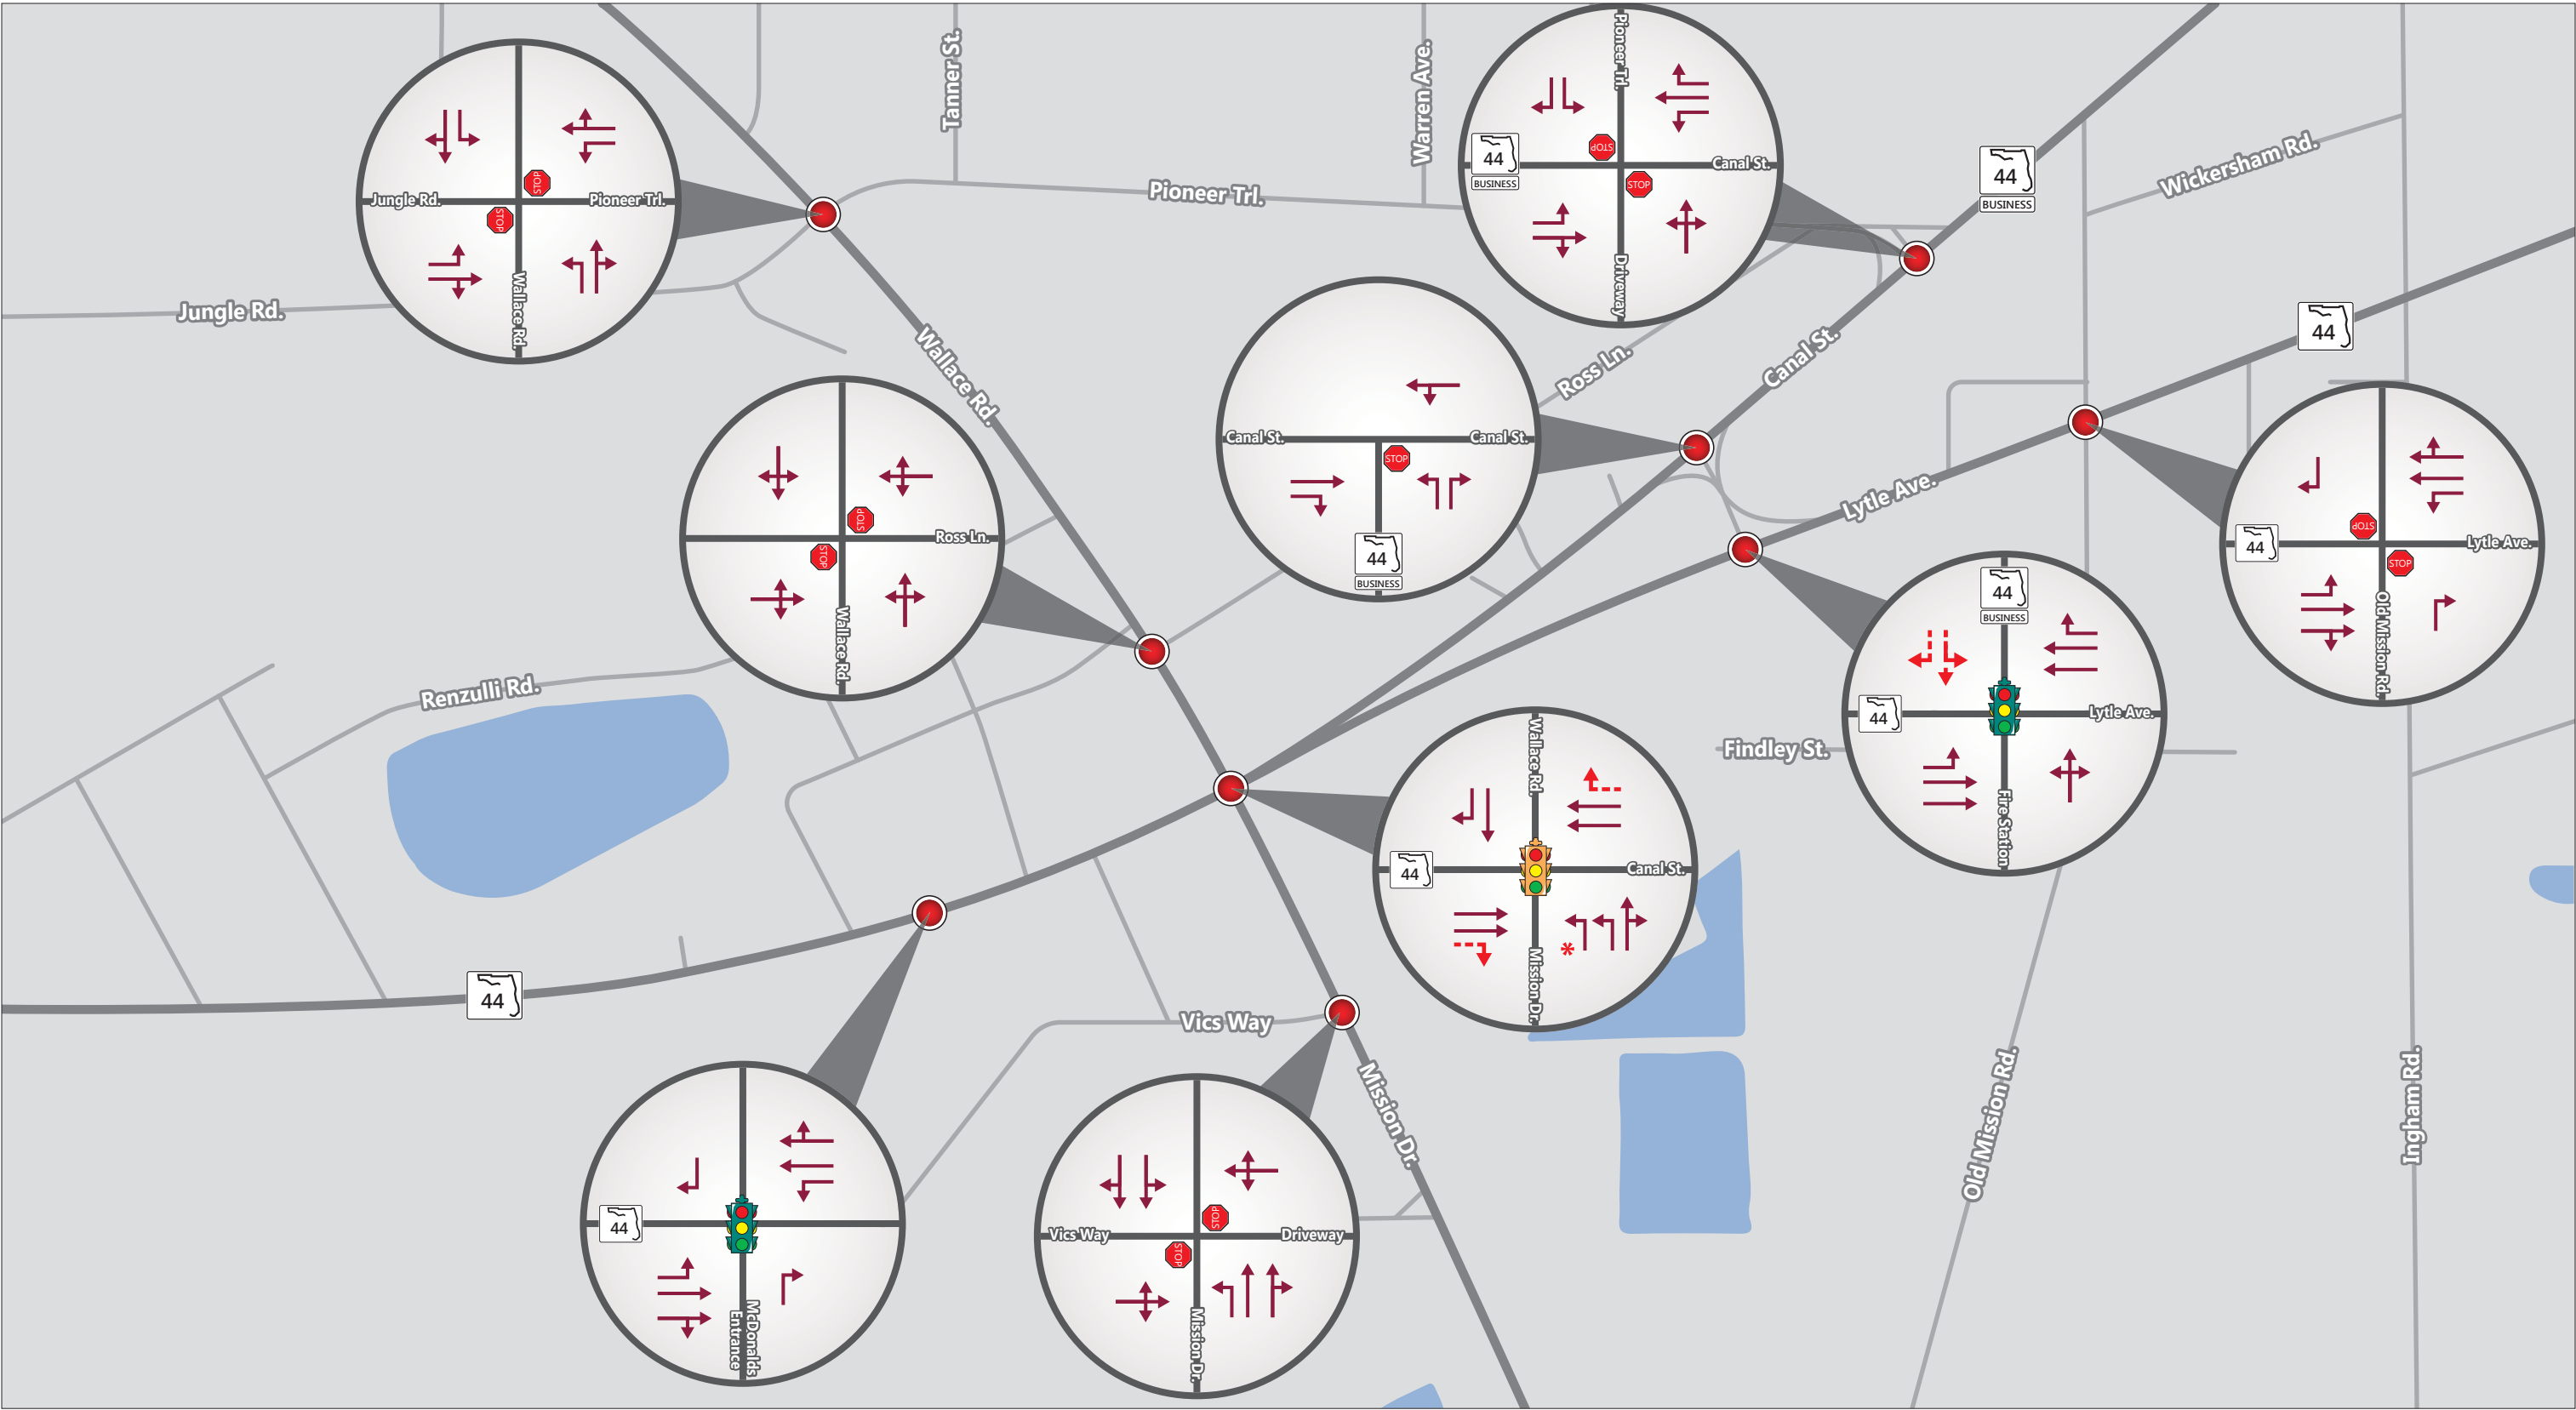 Tanner St.
Warren Ave.
Pioneer Trl.
Canal St.
44
BUSINESS
STOP
STOP
Driveway
44
BUSINESS
Wickersham Rd.
Jungle Rd.
Pioneer Trl.
STOP
STOP
Wallace Rd.
Pioneer Trl.
Jungle Rd.
Wallace Rd.
Ross Ln.
Canal St.
44
Canal St.
Canal St.
STOP
44
BUSINESS
Ross Ln.
STOP
STOP
Wallace Rd.
Lytle Ave.
44
Lytle Ave.
STOP
STOP
Old Mission Rd.
44
BUSINESS
44
Lytle Ave.
Fire Station
Renzulli Rd.
Findley St.
Wallace Rd.
44
Canal St.
*
Mission Dr.
44
Vics Way
Mission Dr.
Old Mission Rd.
Ingham Rd.
44
McDonalds
Entrance
Vics Way
Driveway
STOP
STOP
Mission Dr.